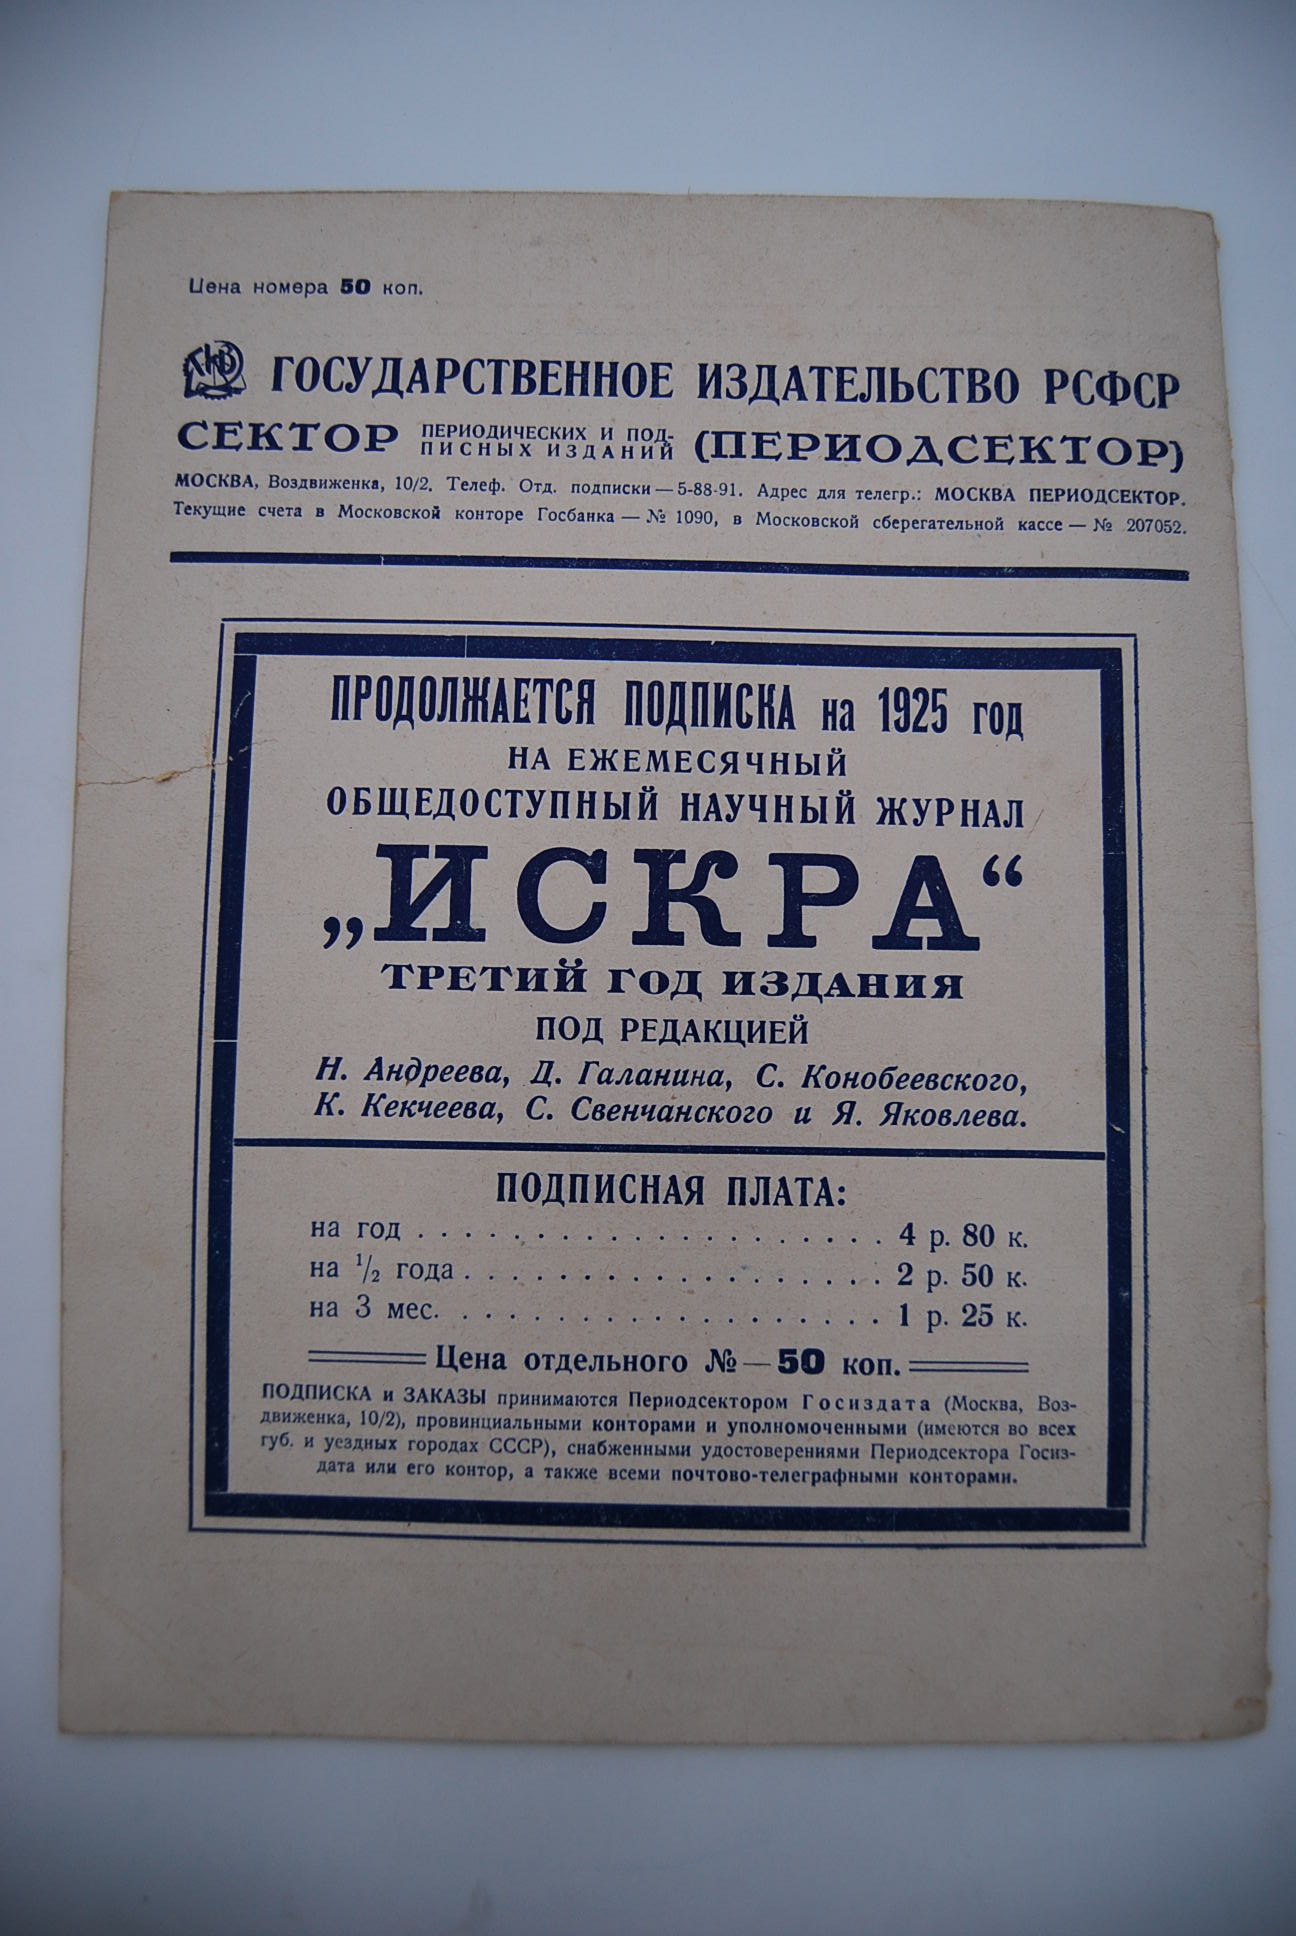 Цена номера 50 коп.
ГОСУДАРСТВЕННОЕ ИЗДАТЕЛЬСТВО РСФСР
СЕКТОР ПЕРИОДИЧЕСКИХ И ПОД-
ПИСНЫХ ИЗДАНИЙ (ПЕРИОДСЕКТОР)
МОСКВА, Воздвиженка, 10/2. Телеф. Отд. подписки — 5-88-91. Адрес для телегр.: МОСКВА ПЕРИОДСЕКТОР.
Текущие счета в Московской конторе Госбанка — № 1090, в Московской сберегательной кассе — № 207052.
ПРОДОЛЖАЕТСЯ ПОДПИСКА на 1925 год
НА ЕЖЕМЕСЯЧНЫЙ
ОБЩЕДОСТУПНЫЙ НАУЧНЫЙ ЖУРНАЛ
„ИСКРА“
ТРЕТИЙ ГОД ИЗДАНИЯ
ПОД РЕДАКЦИЕЙ
Н. Андреева, Д. Галанина, С. Конобеевского,
К. Кекчеева, С. Свенчанского и Я. Яковлева.
ПОДПИСНАЯ ПЛАТА:
на год . . . . . . . . . . . . . . . . . . . . 4 р. 80 к.
на 1/2 года . . . . . . . . . . . . . . . . . . 2 р. 50 к.
на 3 мес. . . . . . . . . . . . . . . . . . . 1 р. 25 к.
Цена отдельного № — 50 коп.
ПОДПИСКА и ЗАКАЗЫ принимаются Периодсектором Госиздата (Москва, Воз-
движенка, 10/2), провинциальными конторами и уполномоченными (имеются во всех
губ. и уездных городах СССР), снабженными удостоверениями Периодсектора Госиз-
дата или его контор, а также всеми почтово-телеграфными конторами.